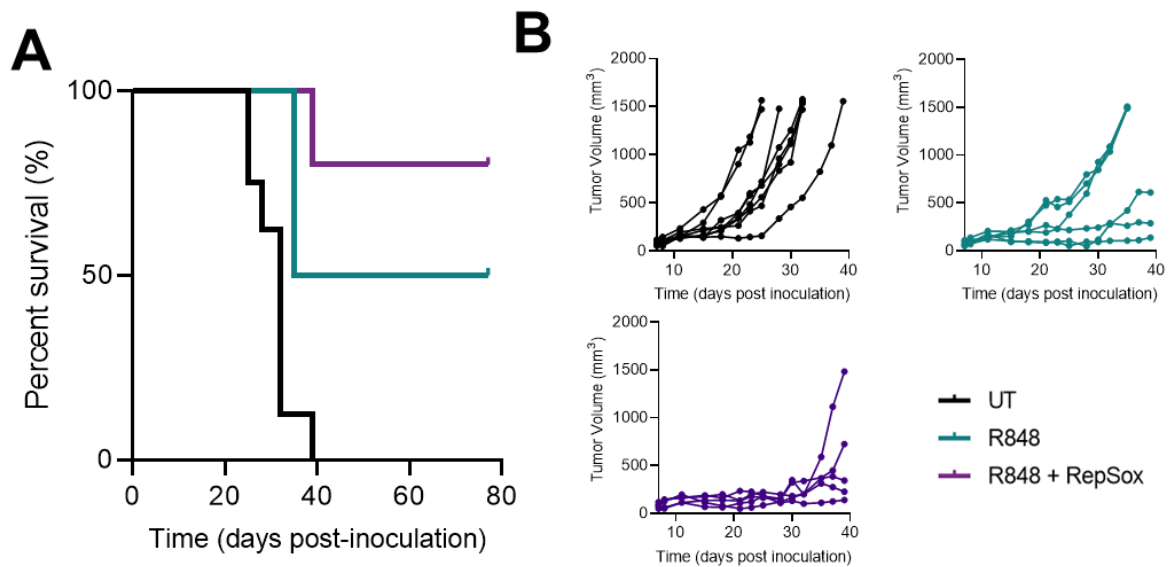 A
Percent survival (%)
100
50
0
0 20 40 60 80
Time (days post-inoculation)
B
Tumor Volume (mm³)
2000
1500
1000
500
0
10 20 30 40
Time (days post inoculation)
Tumor Volume (mm³)
2000
1500
1000
500
0
10 20 30 40
Time (days post inoculation)
Tumor Volume (mm³)
2000
1500
1000
500
0
10 20 30 40
Time (days post inoculation)
UT
R848
R848 + RepSox